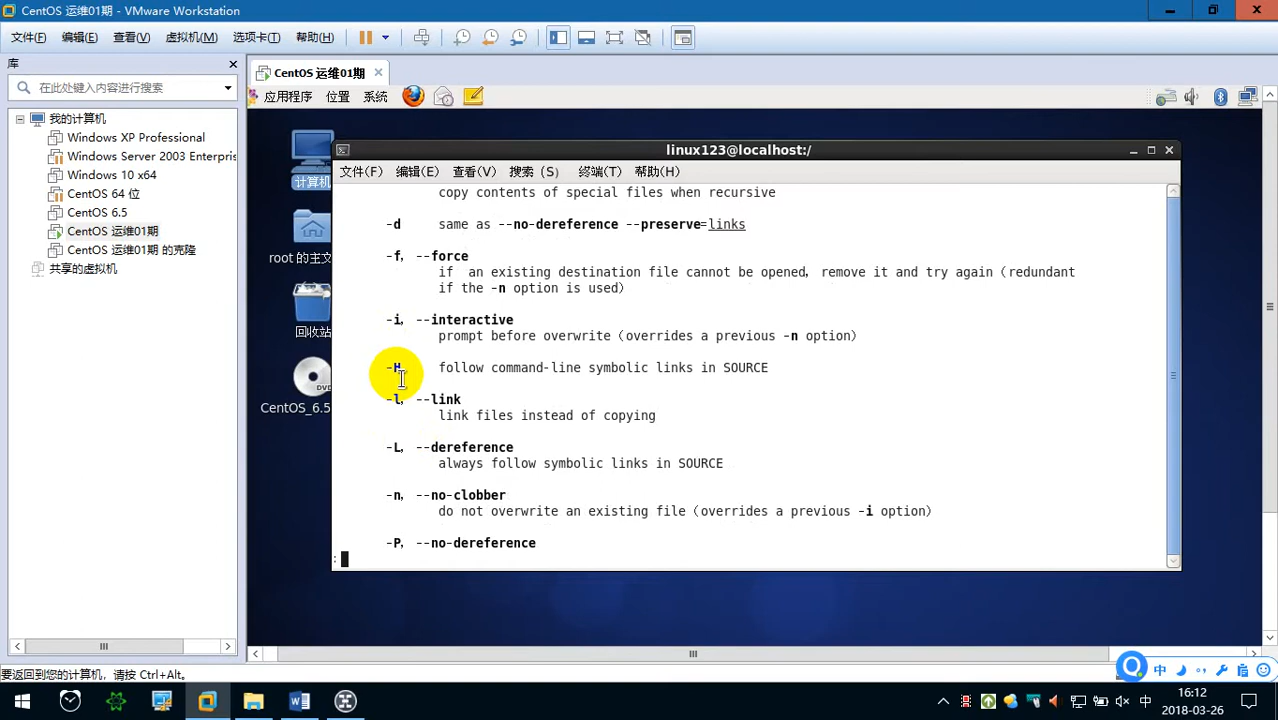 CentOS 运维01期 - VMware Workstation
文件(F) 编辑(E) 查看(V) 虚拟机(M) 选项卡(T) 帮助(H)
库
在此处键入内容进行搜索
我的计算机
Windows XP Professional
Windows Server 2003 Enterpris
Windows 10 x64
CentOS 64 位
CentOS 6.5
CentOS 运维01期
CentOS 运维01期 的克隆
共享的虚拟机
CentOS 运维01期
应用程序 位置 系统
计算机
root 的主文
回收站
CentOS_6.5
linux123@localhost:/
文件(F) 编辑(E) 查看(V) 搜索 (S) 终端(T) 帮助(H)
copy contents of special files when recursive
-d same as --no-dereference --preserve=links
-f, --force
if an existing destination file cannot be opened, remove it and try again (redundant
if the -n option is used)
-i, --interactive
prompt before overwrite (overrides a previous -n option)
-H follow command-line symbolic links in SOURCE
-l, --link
link files instead of copying
-L, --dereference
always follow symbolic links in SOURCE
-n, --no-clobber
do not overwrite an existing file (overrides a previous -i option)
-P, --no-dereference
:
要返回到您的计算机，请按 Ctrl+Alt。
中
中
16:12
2018-03-26